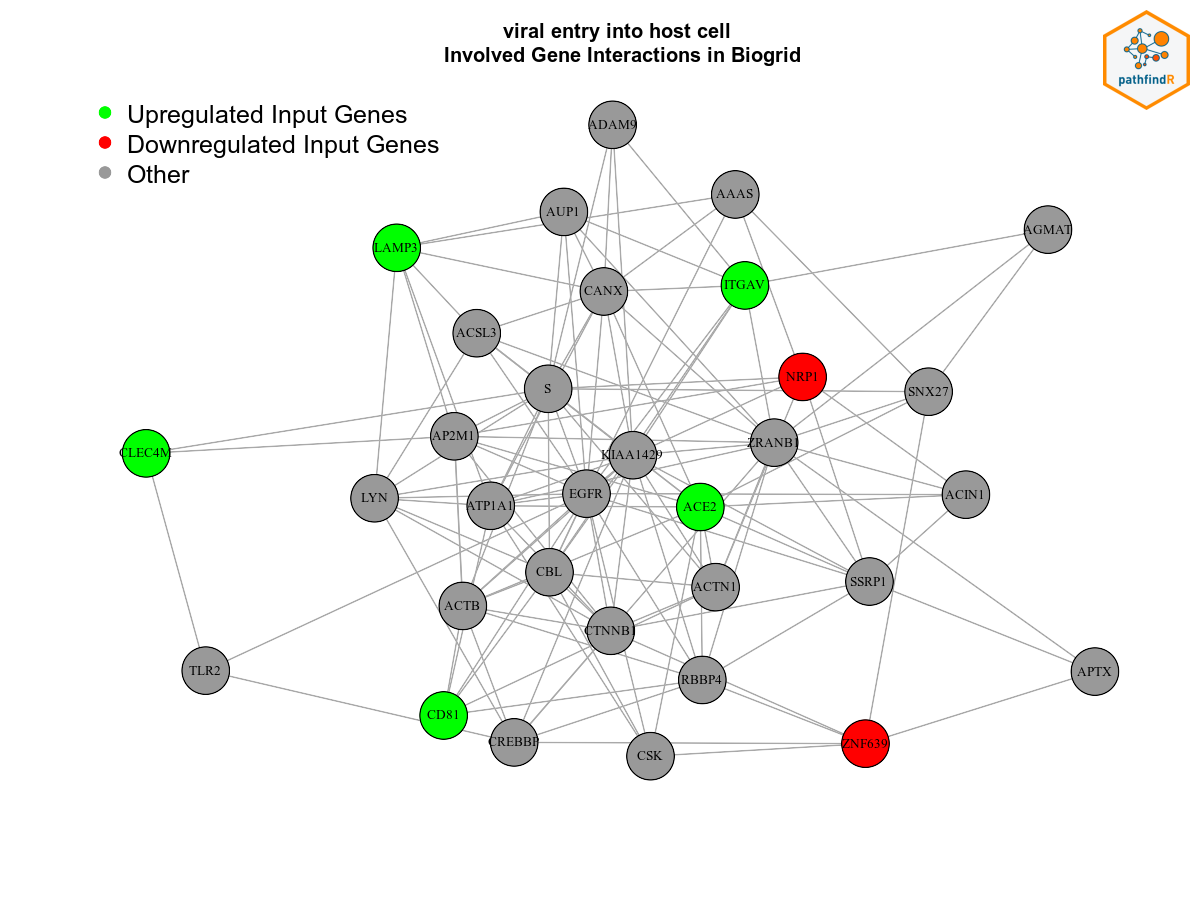 viral entry into host cell
Involved Gene Interactions in Biogrid
pathfindR
Upregulated Input Genes
Downregulated Input Genes
Other
ADAM9
AAAS
AUP1
AGMAT
LAMP3
ITGAV
CANX
ACSL3
NRP1
S
SNX27
AP2M1
ZRANB1
CLEC4M
KIAA1429
EGFR
ACIN1
LYN
ATP1A1
ACE2
CBL
SSRP1
ACTN1
ACTB
CTNNB1
TLR2
APTX
RBBP4
CD81
CREBBP
ZNF639
CSK